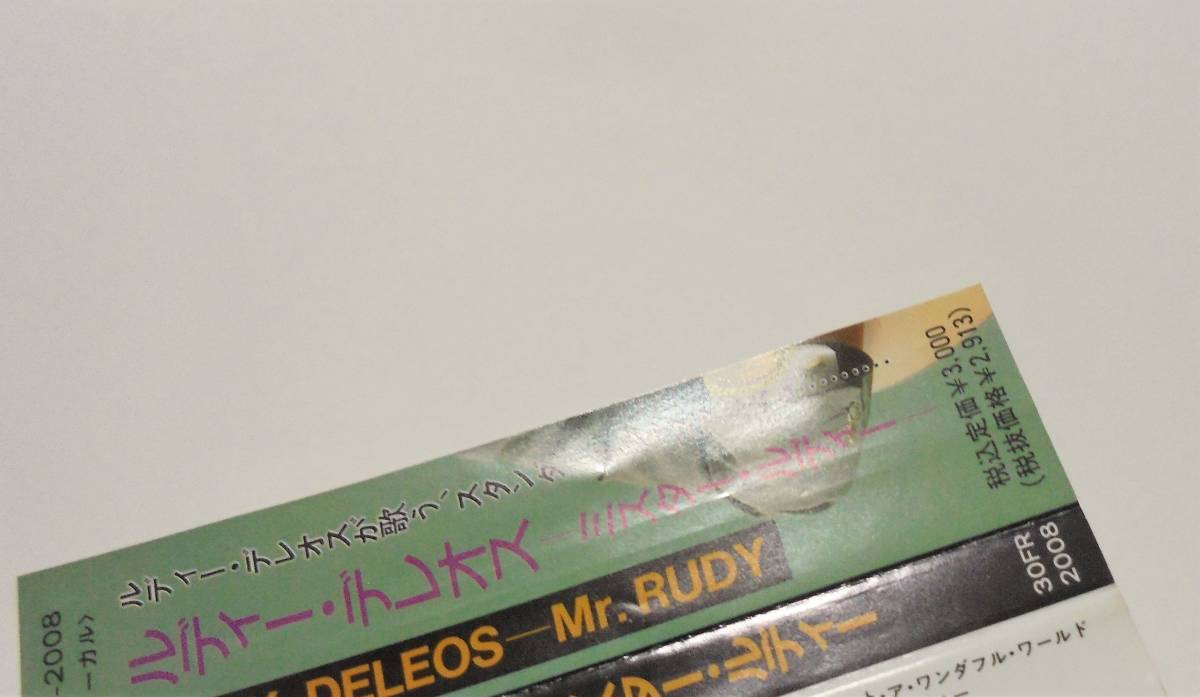 -2008
ーカル〉
ルディー・デレオスが歌う、スタンダ
ルディー・デレオス
―ミスター・ルディー―
DELEOS—Mr. RUDY
税込定価¥3,000
(税抜価格¥2,913)
ター・ルディー
30FR
2008
ト・ア・ワンダフル・ワールド